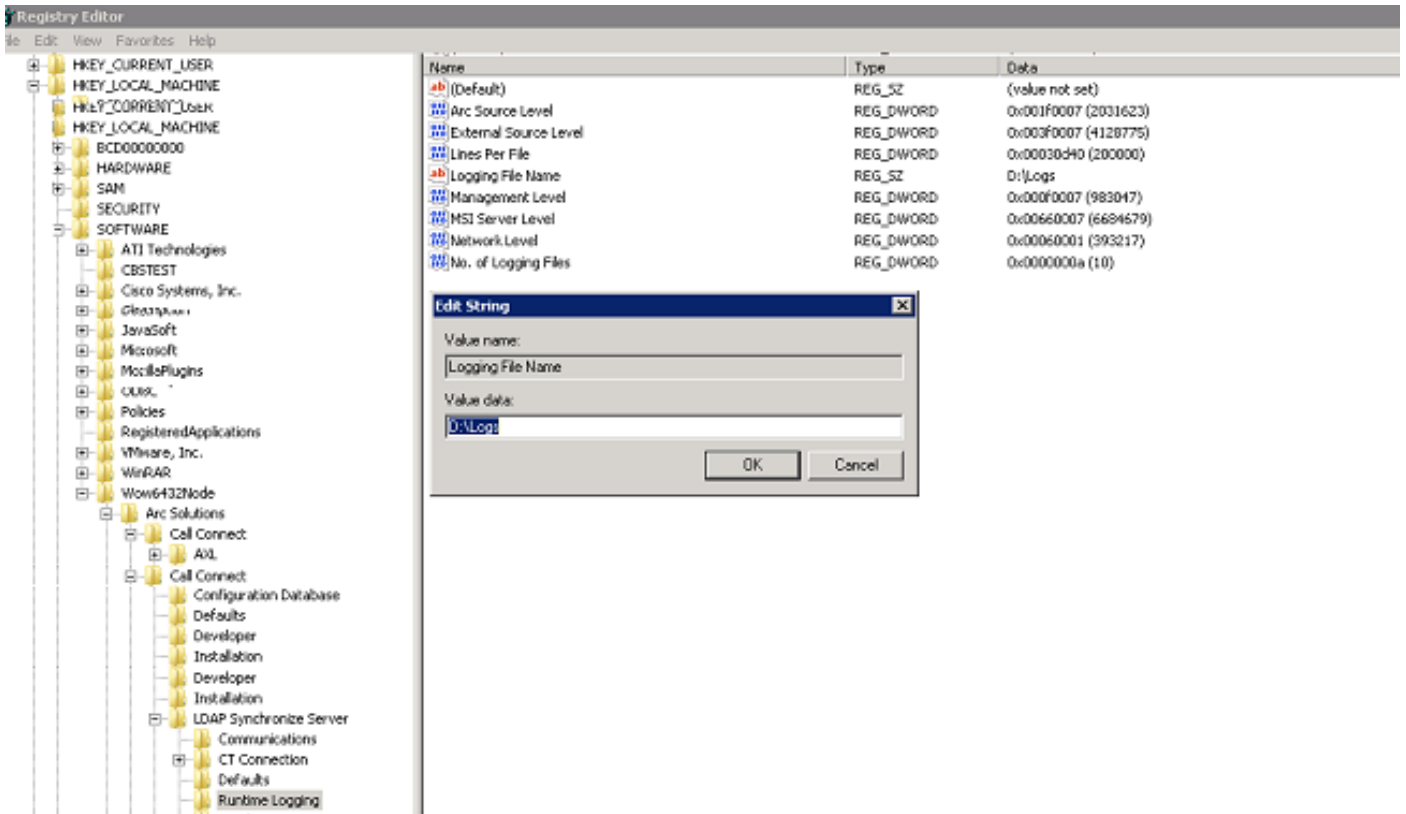 Registry Editor
File Edit View Favorites Help
HKEY_CURRENT_USER
HKEY_LOCAL_MACHINE
HKEY_CURRENT_USER
HKEY_LOCAL_MACHINE
BCD00000000
HARDWARE
SAM
SECURITY
SOFTWARE
ATI Technologies
CBSTEST
Cisco Systems, Inc.
JavaSoft
Microsoft
MozillaPlugins
ODBC
Policies
RegisteredApplications
VMware, Inc.
WinRAR
Wow6432Node
Arc Solutions
Call Connect
AXL
Call Connect
Configuration Database
Defaults
Developer
Installation
Developer
Installation
LDAP Synchronize Server
Communications
CT Connection
Defaults
Runtime Logging
Name Type Data
(Default) REG_SZ (value not set)
Arc Source Level REG_DWORD 0x001f0007 (2031623)
External Source Level REG_DWORD 0x003f0007 (4128775)
Lines Per File REG_DWORD 0x00030d40 (200000)
Logging File Name REG_SZ D:\Logs
Management Level REG_DWORD 0x000f0007 (983047)
MSI Server Level REG_DWORD 0x00660007 (6684679)
Network Level REG_DWORD 0x00060001 (393217)
No. of Logging Files REG_DWORD 0x0000000a (10)
Edit String
Value name:
Logging File Name
Value data:
D:\Logs
OK Cancel